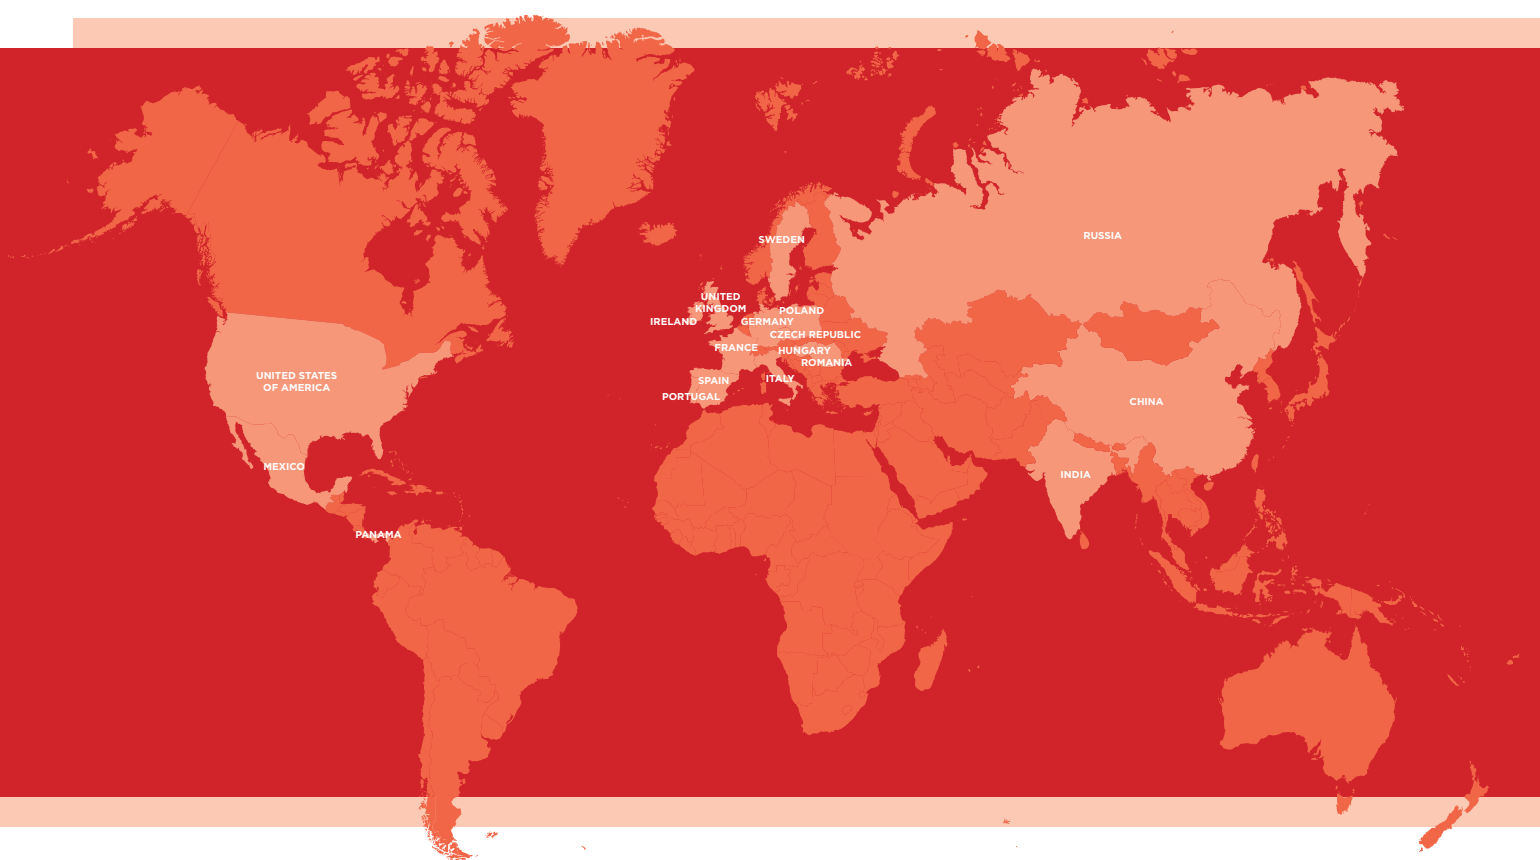 RUSSIA
SWEDEN
UNITED
KINGDOM
POLAND
IRELAND
GERMANY
CZECH REPUBLIC
FRANCE
HUNGARY
ROMANIA
UNITED STATES
OF AMERICA
SPAIN
ITALY
PORTUGAL
CHINA
MEXICO
INDIA
PANAMA